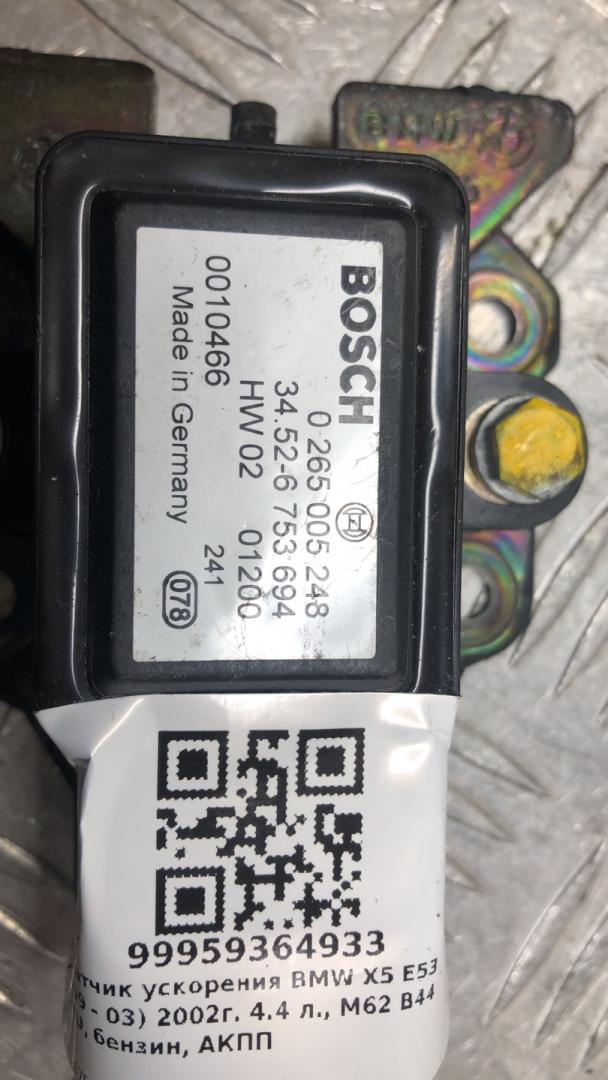 BOSCH
0 265 005 248
34.52-6 753 694
HW 02 01200
0010466 241
Made in Germany 078
99959364933
тчик ускорения BMW X5 E53
9 - 03) 2002г. 4.4 л., M62 B44
бензин, АКПП